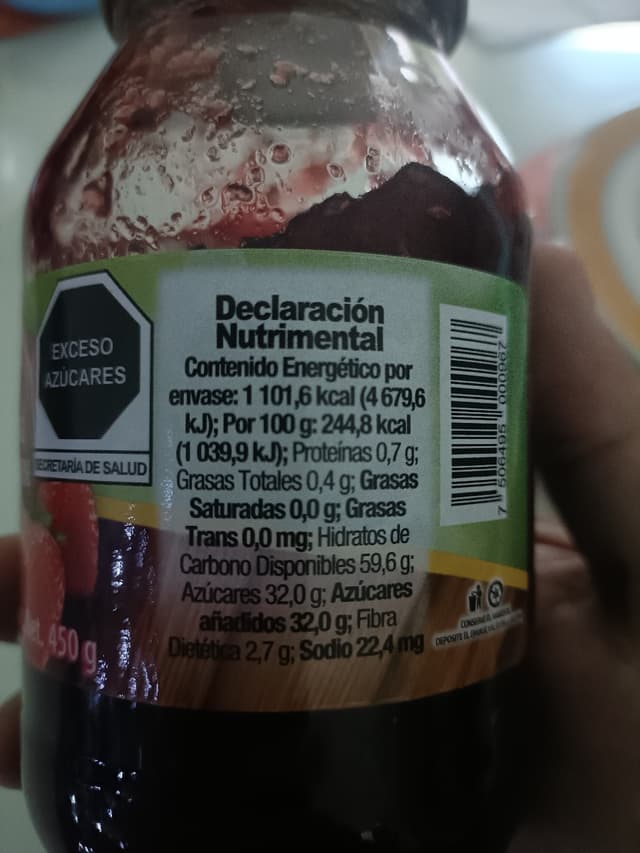 EXCESO
AZÚCARES
SECRETARÍA DE SALUD
450 g
Declaración
Nutrimental
Contenido Energético por
envase: 1 101,6 kcal (4 679,6
kJ); Por 100 g: 244,8 kcal
(1 039,9 kJ); Proteínas 0,7 g;
Grasas Totales 0,4 g; Grasas
Saturadas 0,0 g; Grasas
Trans 0,0 mg; Hidratos de
Carbono Disponibles 59,6 g;
Azúcares 32,0 g; Azúcares
añadidos 32,0 g; Fibra
Dietética 2,7 g; Sodio 22,4 mg
7 506495 000967